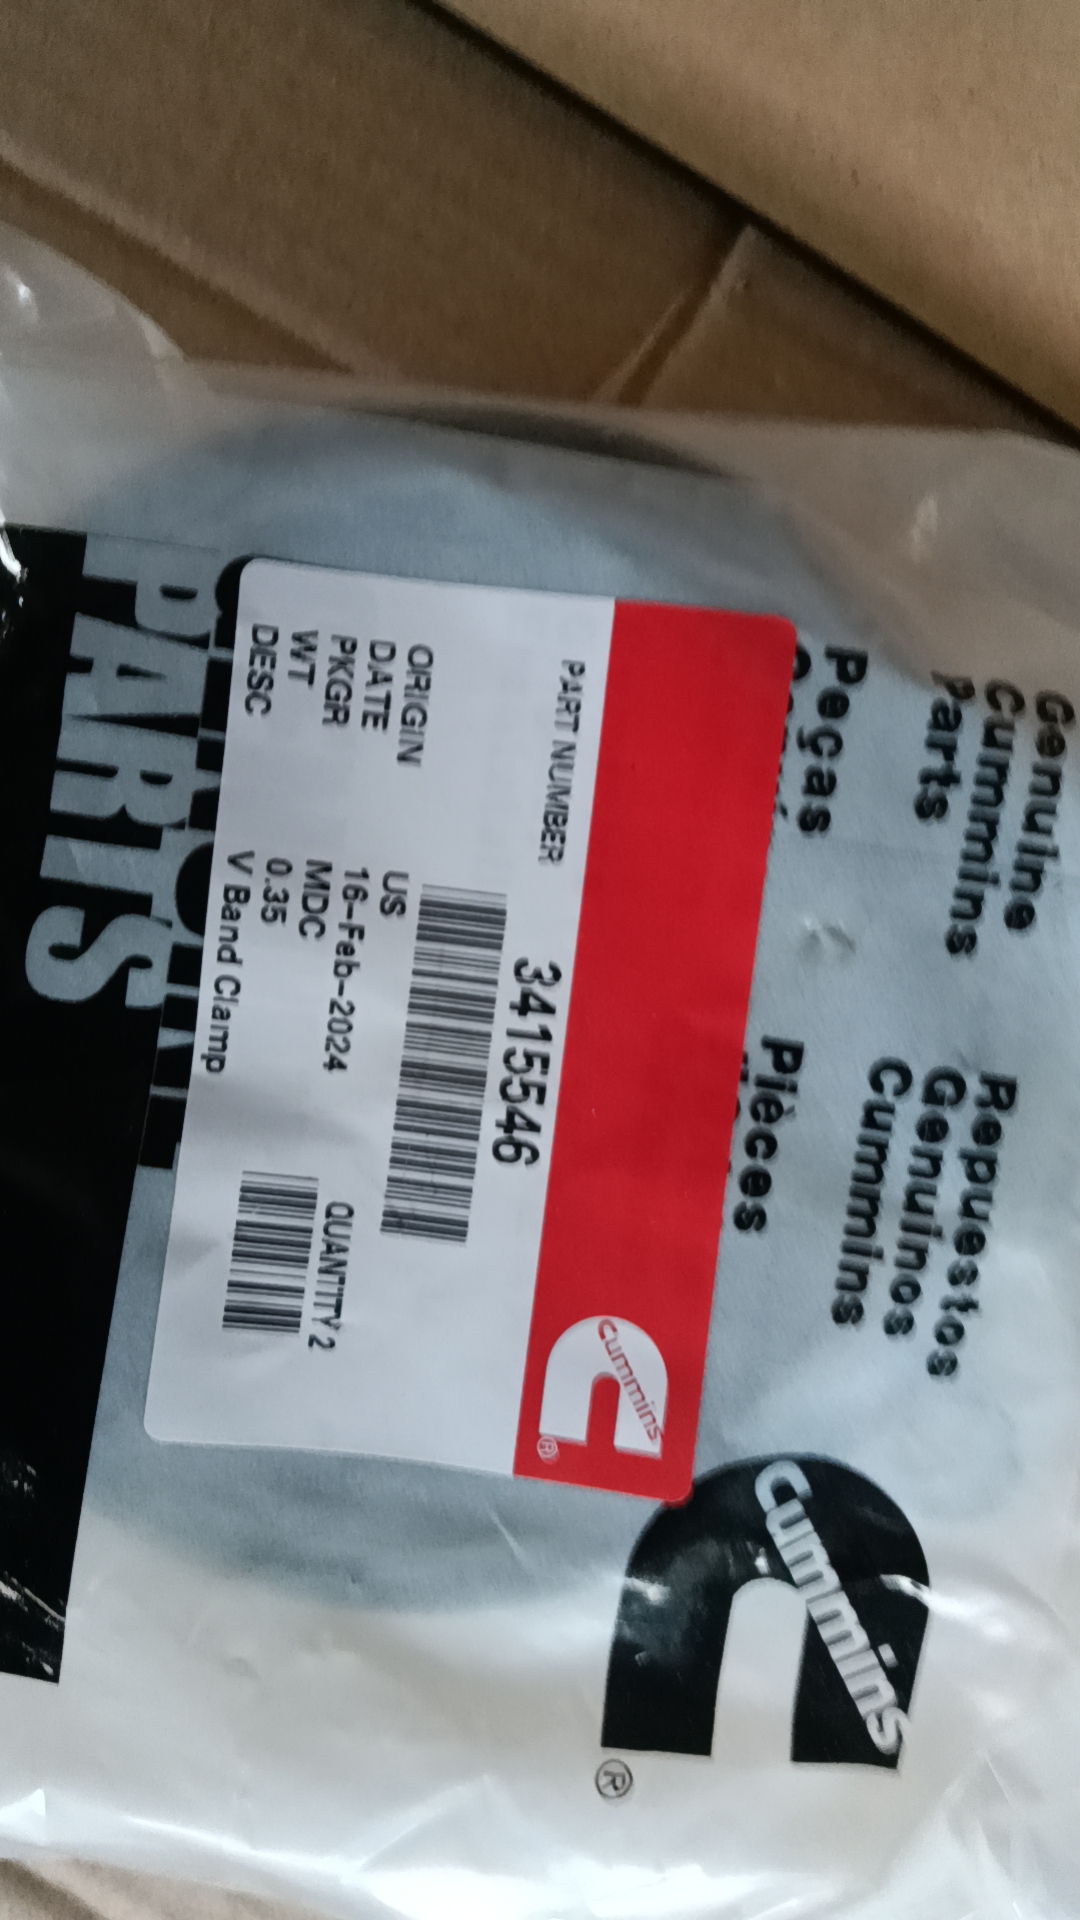 Genuine
Cummins
Parts
Repuestos
Genuinos
Cummins
Peças
Pièces
cummins
®
cummins
®
PART NUMBER 3415546
ORIGIN US
DATE 16-Feb-2024
PKGR MDC
WT 0.35
DESC V Band Clamp
QUANTITY 2
PARTS